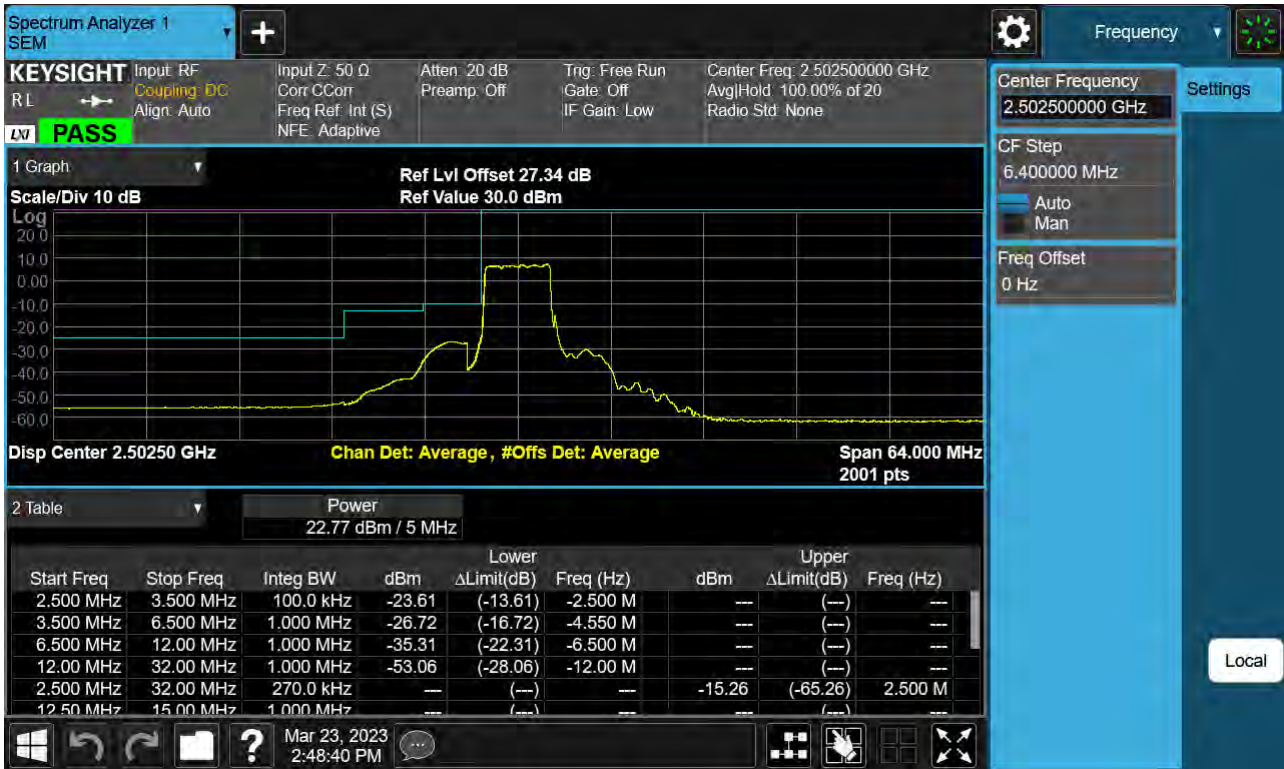 Spectrum Analyzer 1
SEM
Frequency
KEYSIGHT
R L
LXI
PASS
Input: RF
Coupling: DC
Align: Auto
Input Z: 50 Ω
Corr CCorr
Freq Ref: Int (S)
NFE: Adaptive
Atten: 20 dB
Preamp: Off
Trig: Free Run
Gate: Off
IF Gain: Low
Center Freq: 2.502500000 GHz
Avg|Hold: 100.00% of 20
Radio Std: None
Center Frequency
2.502500000 GHz
Settings
CF Step
6.400000 MHz
Auto
Man
Freq Offset
0 Hz
1 Graph
Scale/Div 10 dB
Ref Lvl Offset 27.34 dB
Ref Value 30.0 dBm
Log
20.0
10.0
0.00
-10.0
-20.0
-30.0
-40.0
-50.0
-60.0
Disp Center 2.50250 GHz
Chan Det: Average , #Offs Det: Average
Span 64.000 MHz
2001 pts
2 Table
Power
22.77 dBm / 5 MHz
Lower Upper
Start Freq Stop Freq Integ BW dBm ΔLimit(dB) Freq (Hz) dBm ΔLimit(dB) Freq (Hz)
2.500 MHz 3.500 MHz 100.0 kHz -23.61 (-13.61) -2.500 M --- (---) ---
3.500 MHz 6.500 MHz 1.000 MHz -26.72 (-16.72) -4.550 M --- (---) ---
6.500 MHz 12.00 MHz 1.000 MHz -35.31 (-22.31) -6.500 M --- (---) ---
12.00 MHz 32.00 MHz 1.000 MHz -53.06 (-28.06) -12.00 M --- (---) ---
2.500 MHz 32.00 MHz 270.0 kHz --- (---) --- -15.26 (-65.26) 2.500 M
12.50 MHz 15.00 MHz 1.000 MHz --- (---) --- --- (---) ---
Local
Mar 23, 2023
2:48:40 PM